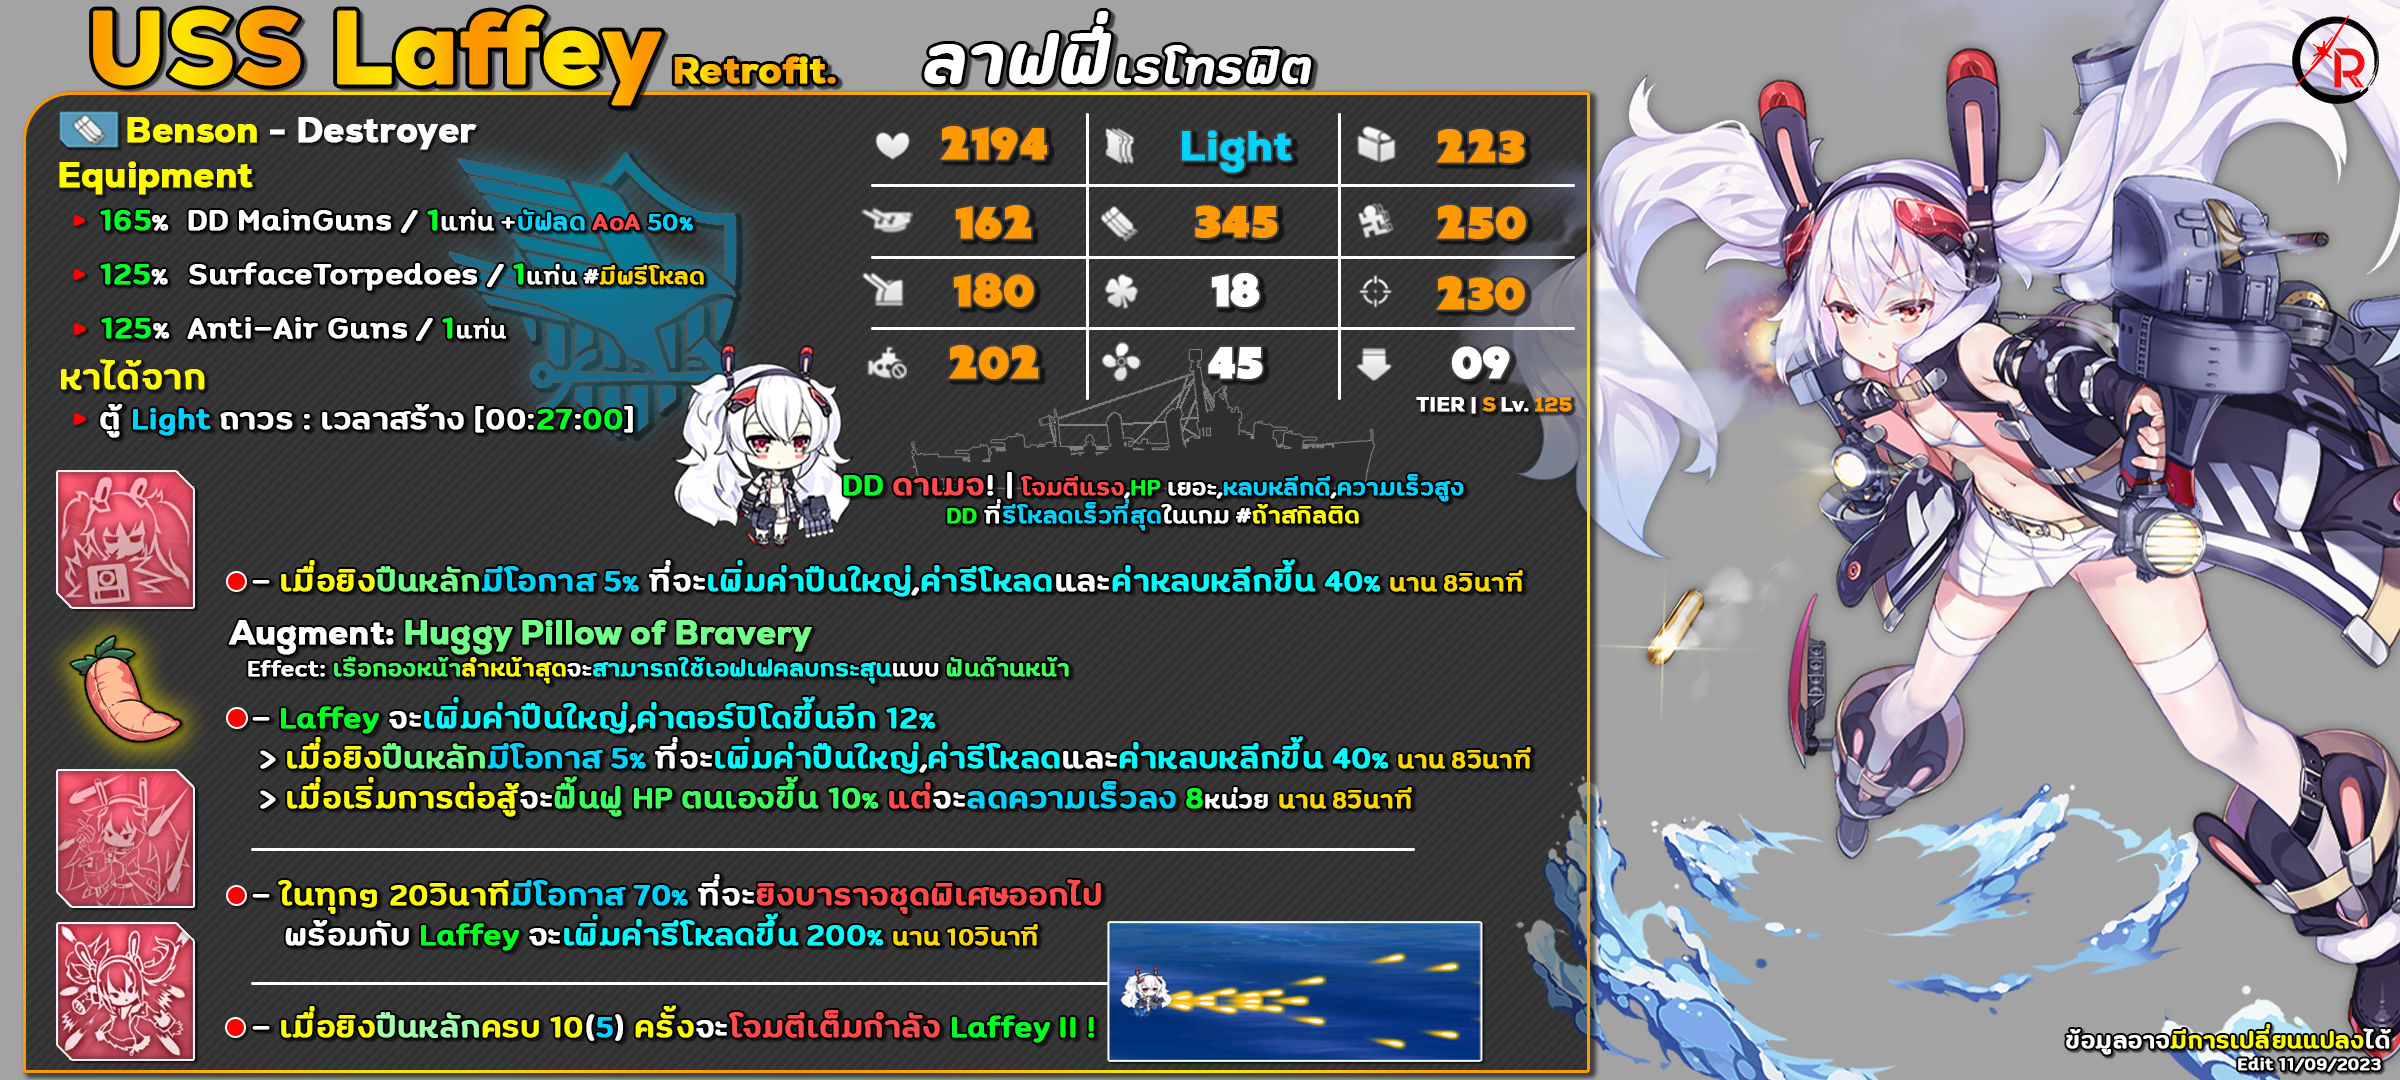 USS Laffey Retrofit. ลาฟฟี่ เรโทรฟิต
R
Benson - Destroyer
Equipment
165% DD MainGuns / 1แท่น +บัฟลด AoA 50%
125% SurfaceTorpedoes / 1แท่น #มีพรีโหลด
125% Anti-Air Guns / 1แท่น
หาได้จาก
ตู้ Light ถาวร : เวลาสร้าง [00:27:00]
2194 Light 223
162 345 250
180 18 230
202 45 09
TIER | S Lv. 125
DD ดาเมจ! | โจมตีแรง,HP เยอะ,หลบหลีกดี,ความเร็วสูง
DD ที่รีโหลดเร็วที่สุดในเกม #ถ้าสกิลติด
- เมื่อยิงปืนหลักมีโอกาส 5% ที่จะเพิ่มค่าปืนใหญ่,ค่ารีโหลดและค่าหลบหลีกขึ้น 40% นาน 8วินาที
Augment: Huggy Pillow of Bravery
Effect: เรือกองหน้าลำหน้าสุดจะสามารถใช้เอฟเฟคลบกระสุนแบบ ฝันด้านหน้า
- Laffey จะเพิ่มค่าปืนใหญ่,ค่าตอร์ปิโดขึ้นอีก 12%
> เมื่อยิงปืนหลักมีโอกาส 5% ที่จะเพิ่มค่าปืนใหญ่,ค่ารีโหลดและค่าหลบหลีกขึ้น 40% นาน 8วินาที
> เมื่อเริ่มการต่อสู้จะฟื้นฟู HP ตนเองขึ้น 10% แต่จะลดความเร็วลง 8หน่วย นาน 8วินาที
- ในทุกๆ 20วินาทีมีโอกาส 70% ที่จะยิงบาราจชุดพิเศษออกไป
พร้อมกับ Laffey จะเพิ่มค่ารีโหลดขึ้น 200% นาน 10วินาที
- เมื่อยิงปืนหลักครบ 10(5) ครั้งจะโจมตีเต็มกำลัง Laffey II !
ข้อมูลอาจมีการเปลี่ยนแปลงได้
Edit 11/09/2023